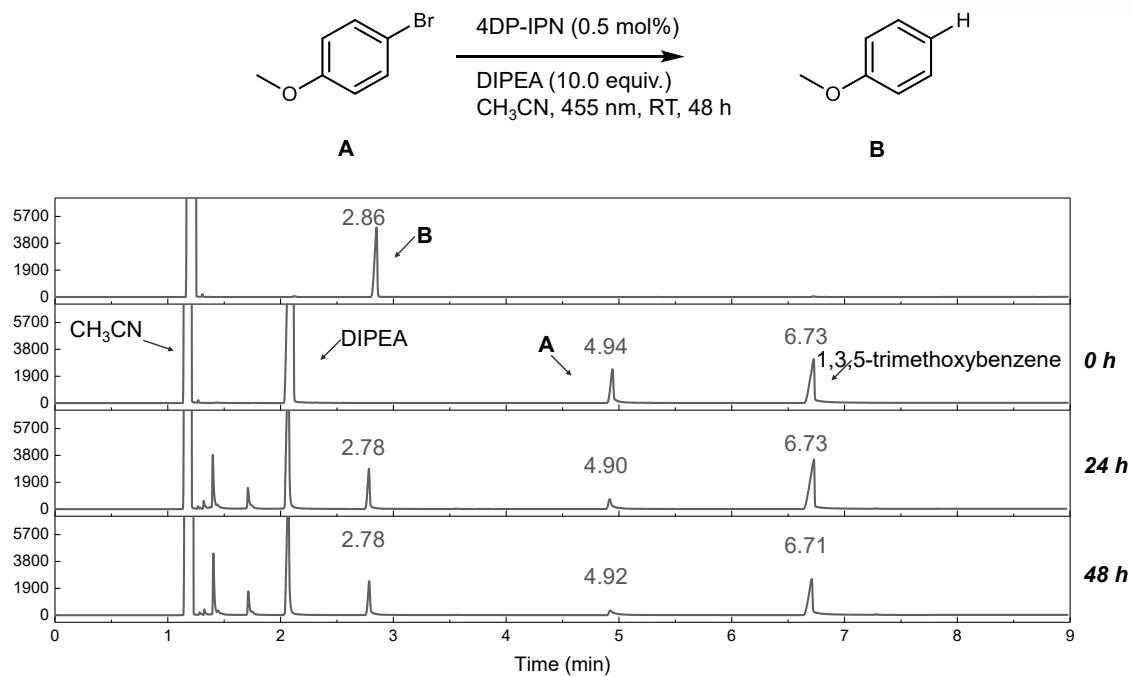 Br
O
A
4DP-IPN (0.5 mol%)
DIPEA (10.0 equiv.)
CH₃CN, 455 nm, RT, 48 h
H
O
B
5700
3800
1900
0
2.86
B
5700
3800
1900
0
CH₃CN
DIPEA
A
4.94
6.73
1,3,5-trimethoxybenzene
0 h
5700
3800
1900
0
2.78
4.90
6.73
24 h
5700
3800
1900
0
2.78
4.92
6.71
48 h
0 1 2 3 4 5 6 7 8 9
Time (min)